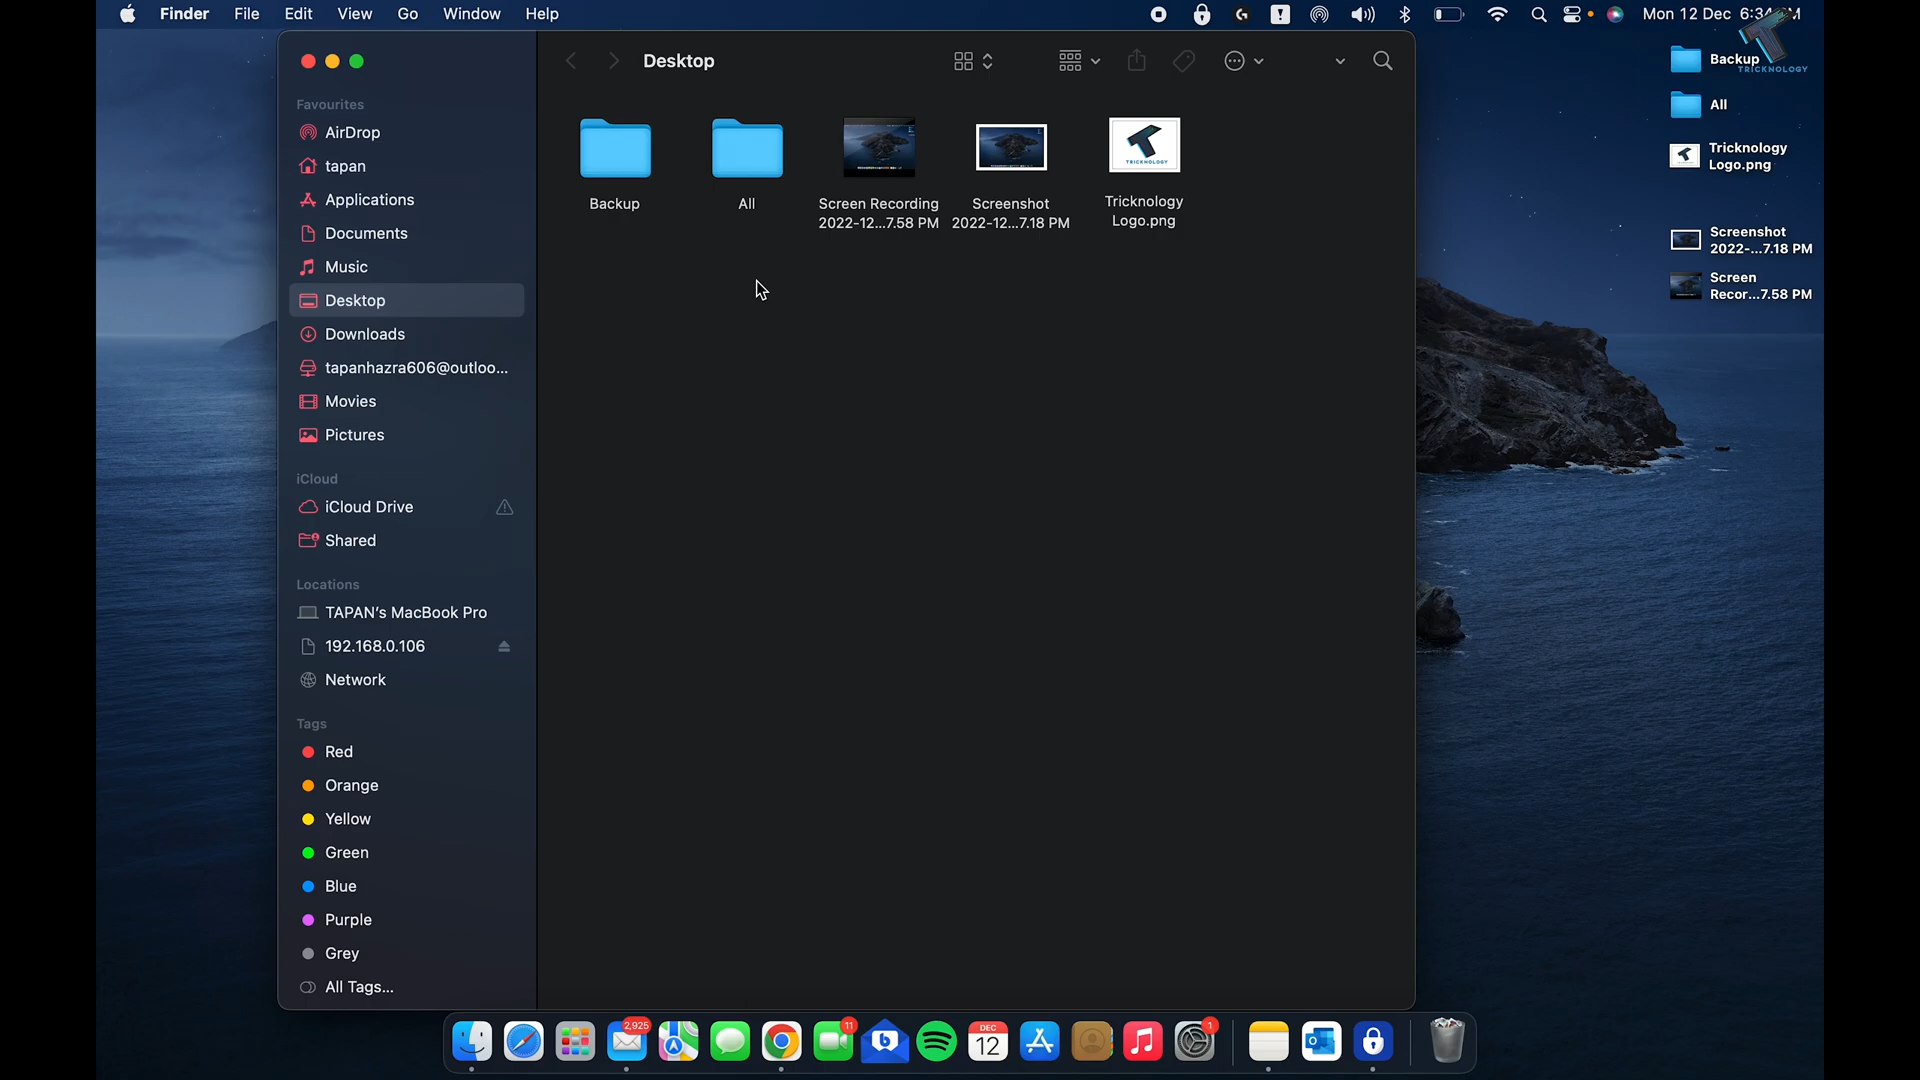 Finder File Edit View Go Window Help
Mon 12 Dec 6:34
TRICKNOLOGY
Desktop
Favourites
AirDrop
tapan
Applications
Documents
Music
Desktop
Downloads
tapanhazra606@outloo...
Movies
Pictures
iCloud
iCloud Drive
Shared
Locations
TAPAN's MacBook Pro
192.168.0.106
Network
Tags
Red
Orange
Yellow
Green
Blue
Purple
Grey
All Tags...
TRICKNOLOGY
Backup
All
Screen Recording
2022-12...7.58 PM
Screenshot
2022-12...7.18 PM
Tricknology
Logo.png
Backup
All
Tricknology
Logo.png
Screenshot
2022-...7.18 PM
Screen
Recor...7.58 PM
2,925
11
DEC
12
1